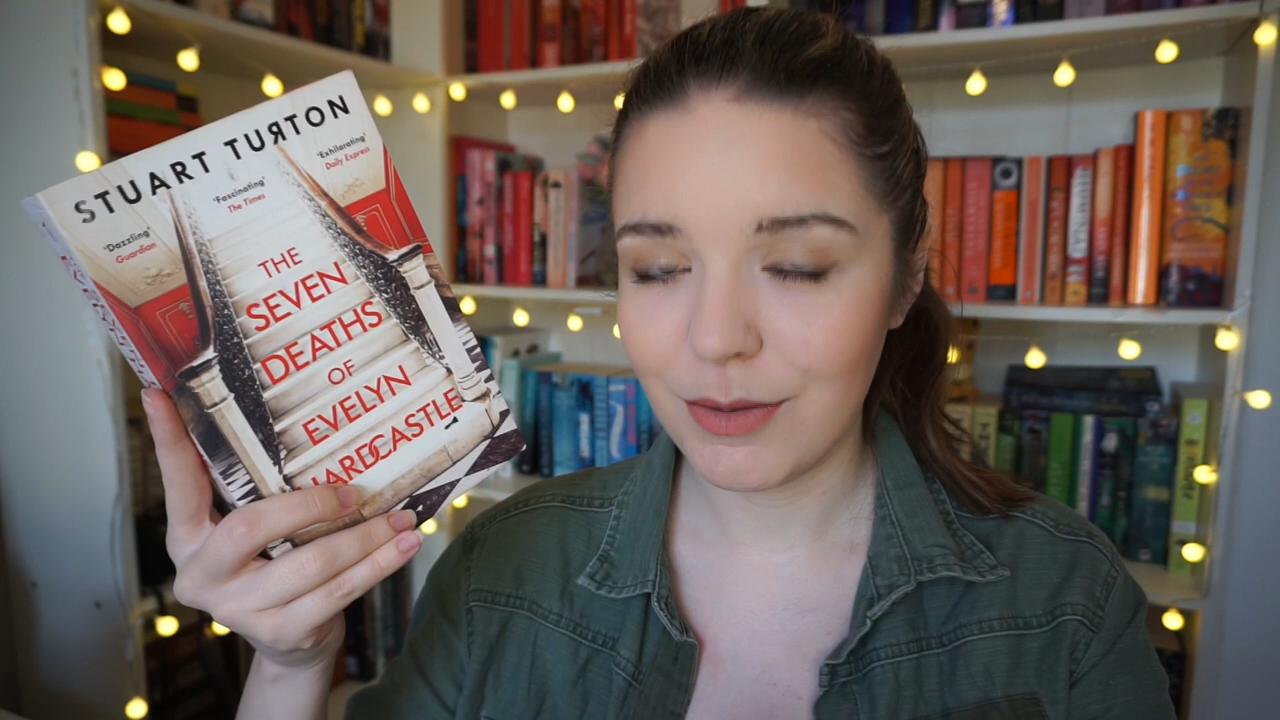 STUART TURTON
'Exhilarating'
Daily Express
'Fascinating'
The Times
'Dazzling'
Guardian
THE
SEVEN
DEATHS
OF
EVELYN
HARDCASTLE